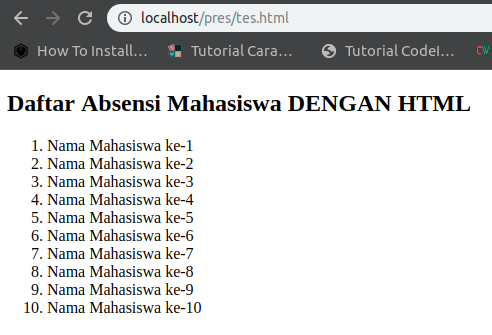 localhost/pres/tes.html
How To Install… Tutorial Cara… Tutorial CodeI… CW
Daftar Absensi Mahasiswa DENGAN HTML
1. Nama Mahasiswa ke-1
2. Nama Mahasiswa ke-2
3. Nama Mahasiswa ke-3
4. Nama Mahasiswa ke-4
5. Nama Mahasiswa ke-5
6. Nama Mahasiswa ke-6
7. Nama Mahasiswa ke-7
8. Nama Mahasiswa ke-8
9. Nama Mahasiswa ke-9
10. Nama Mahasiswa ke-10